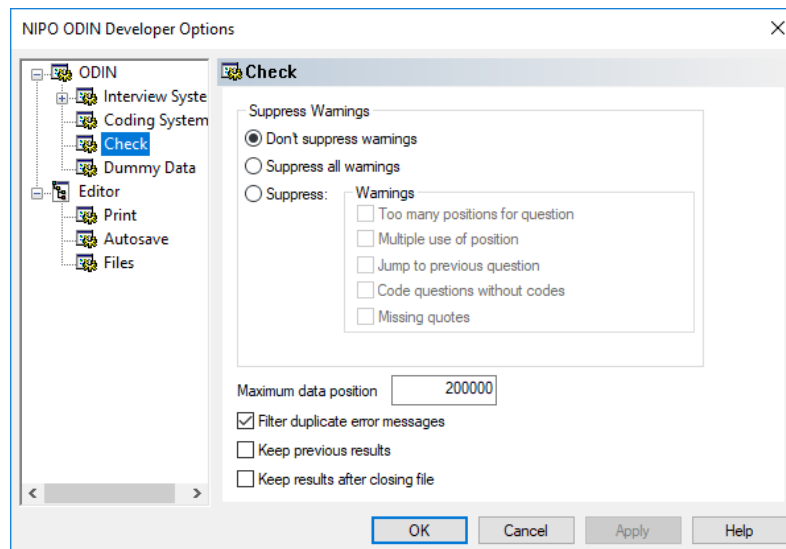 NIPO ODIN Developer Options
ODIN
Interview Syste
Coding System
Check
Dummy Data
Editor
Print
Autosave
Files
Check
Suppress Warnings
Don't suppress warnings
Suppress all warnings
Suppress:
Warnings
Too many positions for question
Multiple use of position
Jump to previous question
Code questions without codes
Missing quotes
Maximum data position 200000
Filter duplicate error messages
Keep previous results
Keep results after closing file
OK Cancel Apply Help